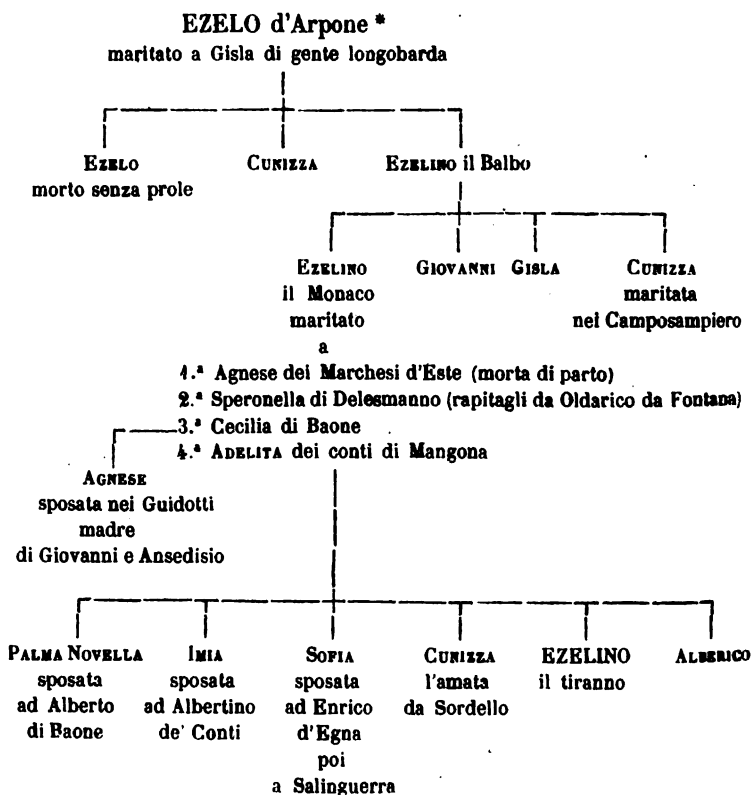 EZELO d'Arpone *
maritato a Gisla di gente longobarda
EZELO CUNIZZA EZELINO il Balbo
morto senza prole
EZELINO GIOVANNI GISLA CUNIZZA
il Monaco maritata
maritato nei Camposampiero
a
1.ª Agnese dei Marchesi d'Este (morta di parto)
2.ª Speronella di Delesmanno (rapitagli da Oldarico da Fontana)
3.ª Cecilia di Baone
4.ª ADELITA dei conti di Mangona
AGNESE
sposata nei Guidotti
madre
di Giovanni e Ansedisio
PALMA NOVELLA IMIA SOFIA CUNIZZA EZELINO ALBERICO
sposata sposata sposata l'amata il tiranno
ad Alberto ad Albertino ad Enrico da Sordello
di Baone de' Conti d'Egna
poi
a Salinguerra